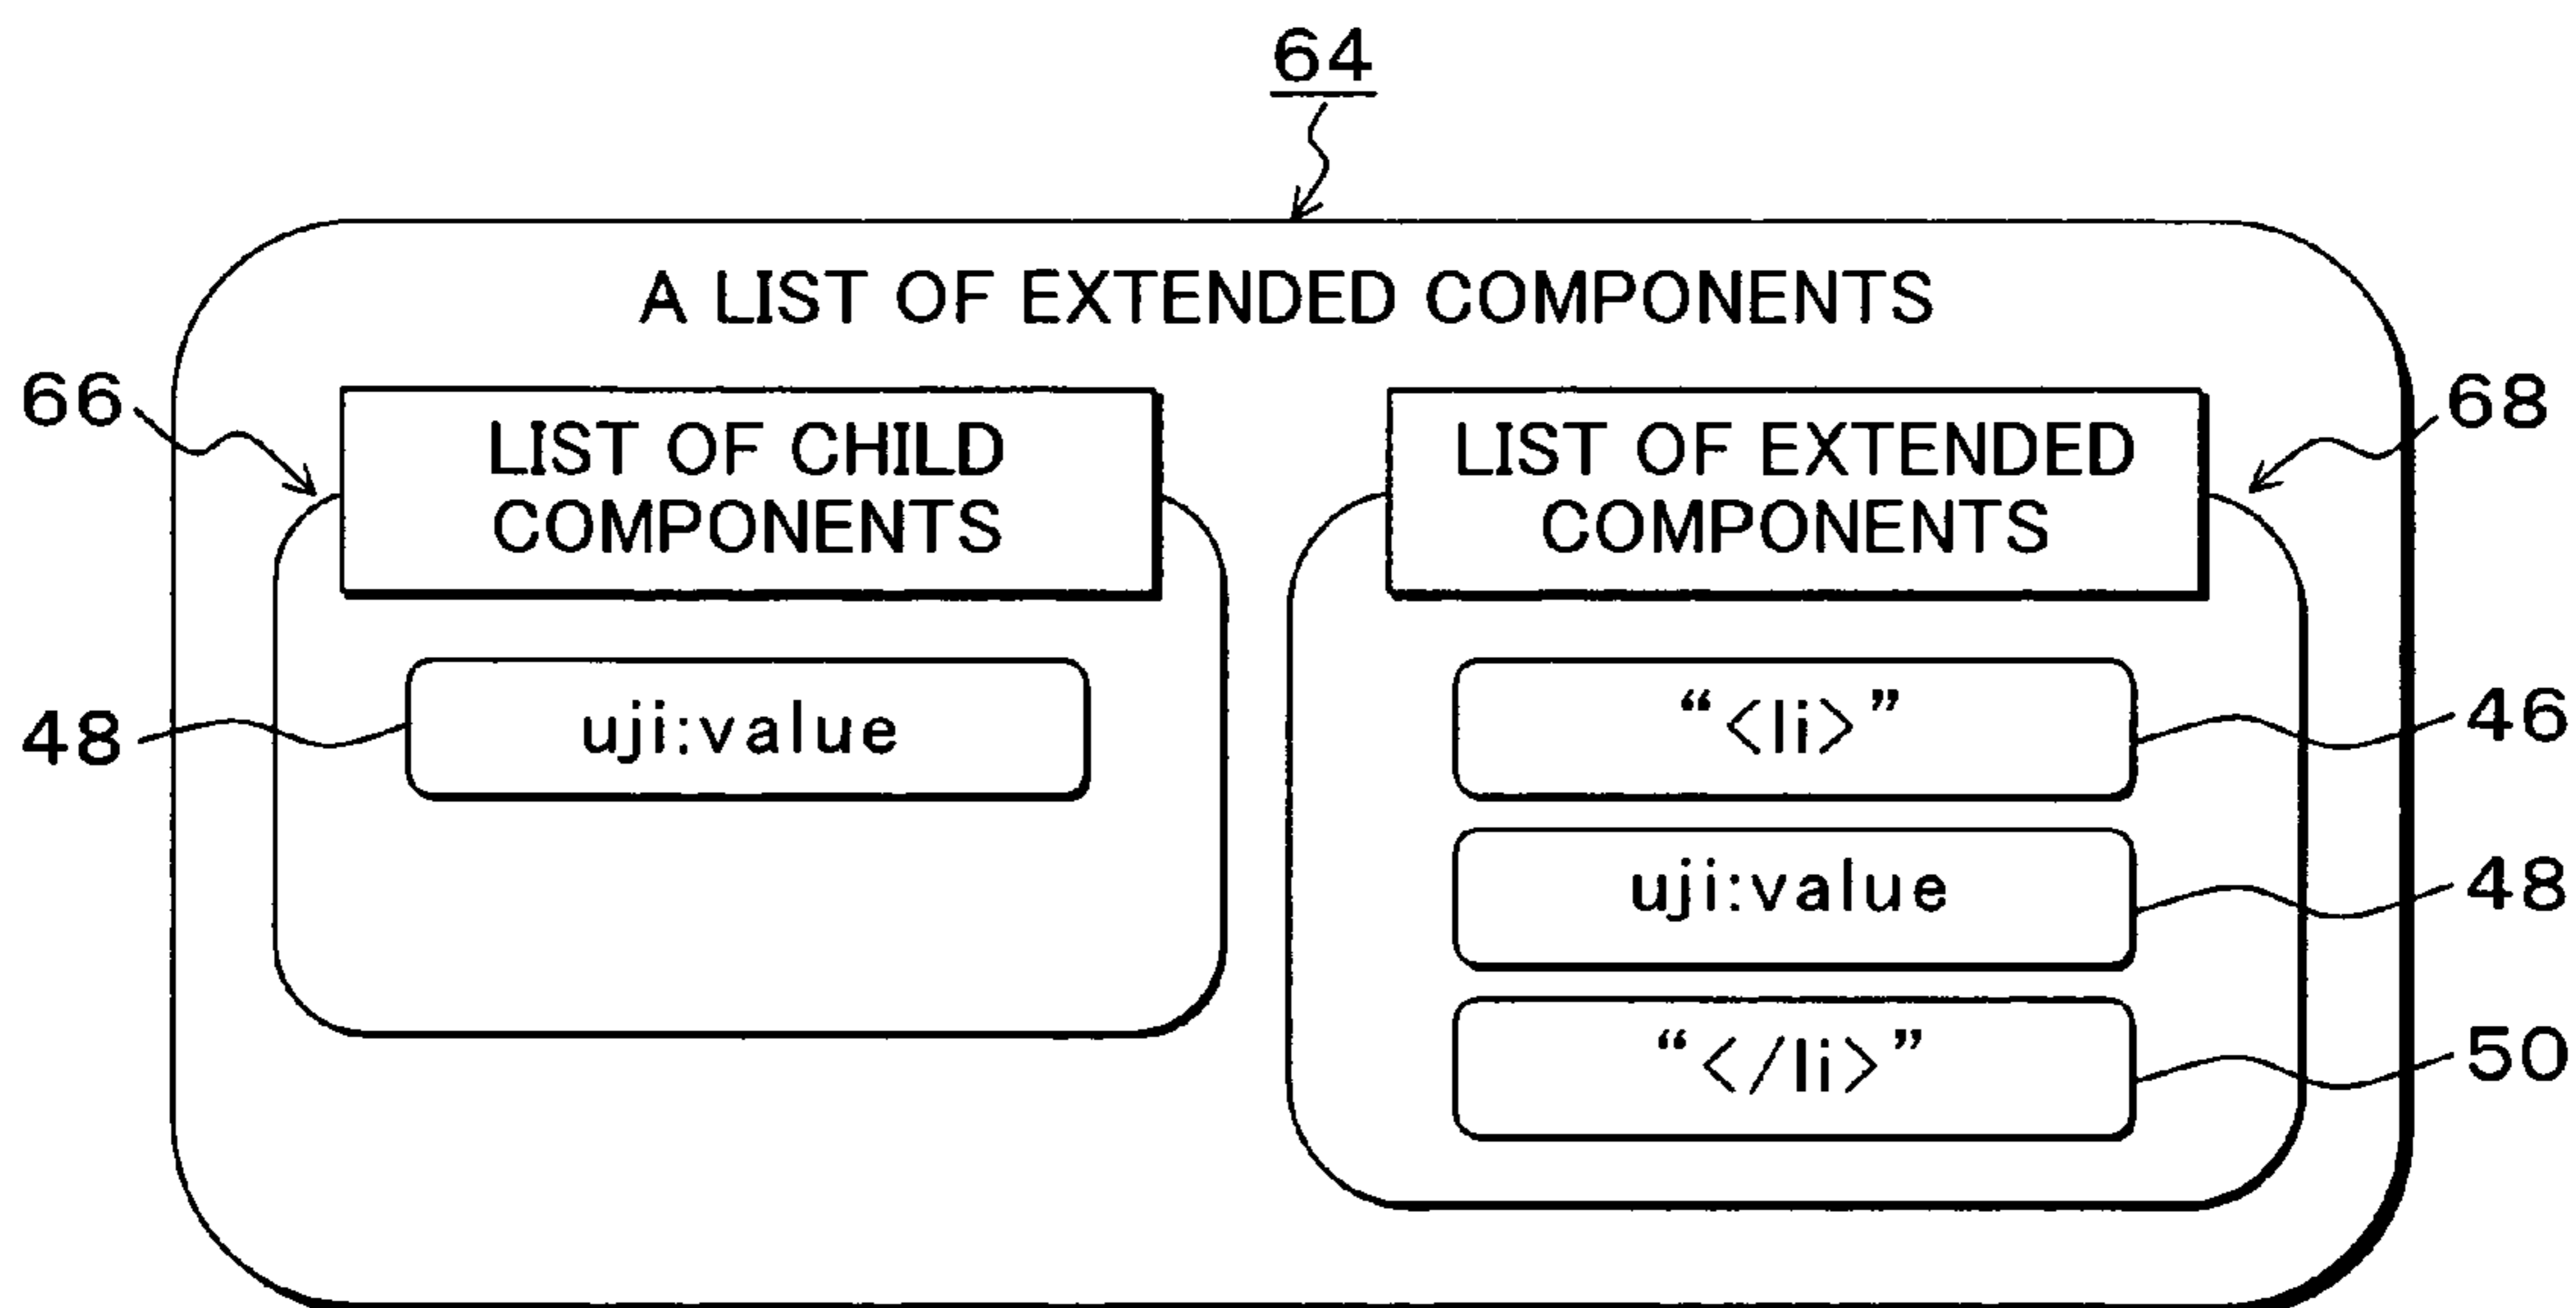 64
A LIST OF EXTENDED COMPONENTS
66
LIST OF CHILD
COMPONENTS
LIST OF EXTENDED
COMPONENTS
68
48
uji:value
“<li>”
46
uji:value
48
“</li>”
50